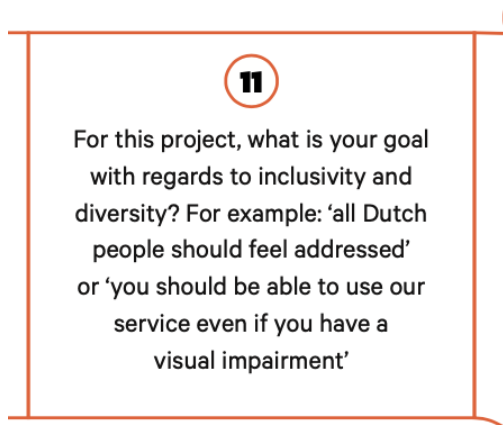 11
For this project, what is your goal
with regards to inclusivity and
diversity? For example: ‘all Dutch
people should feel addressed’
or ‘you should be able to use our
service even if you have a
visual impairment’